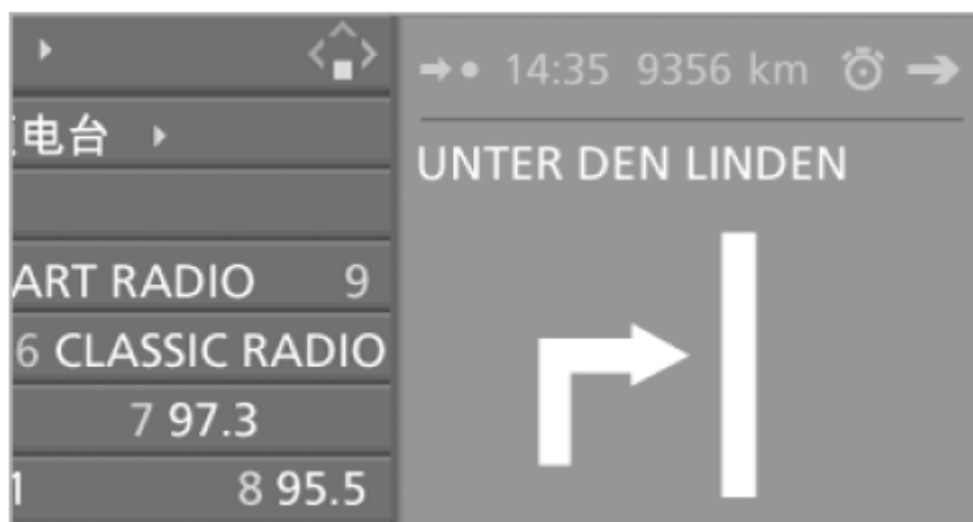 电台
ART RADIO 9
6 CLASSIC RADIO
7 97.3
1 8 95.5
14:35 9356 km
UNTER DEN LINDEN